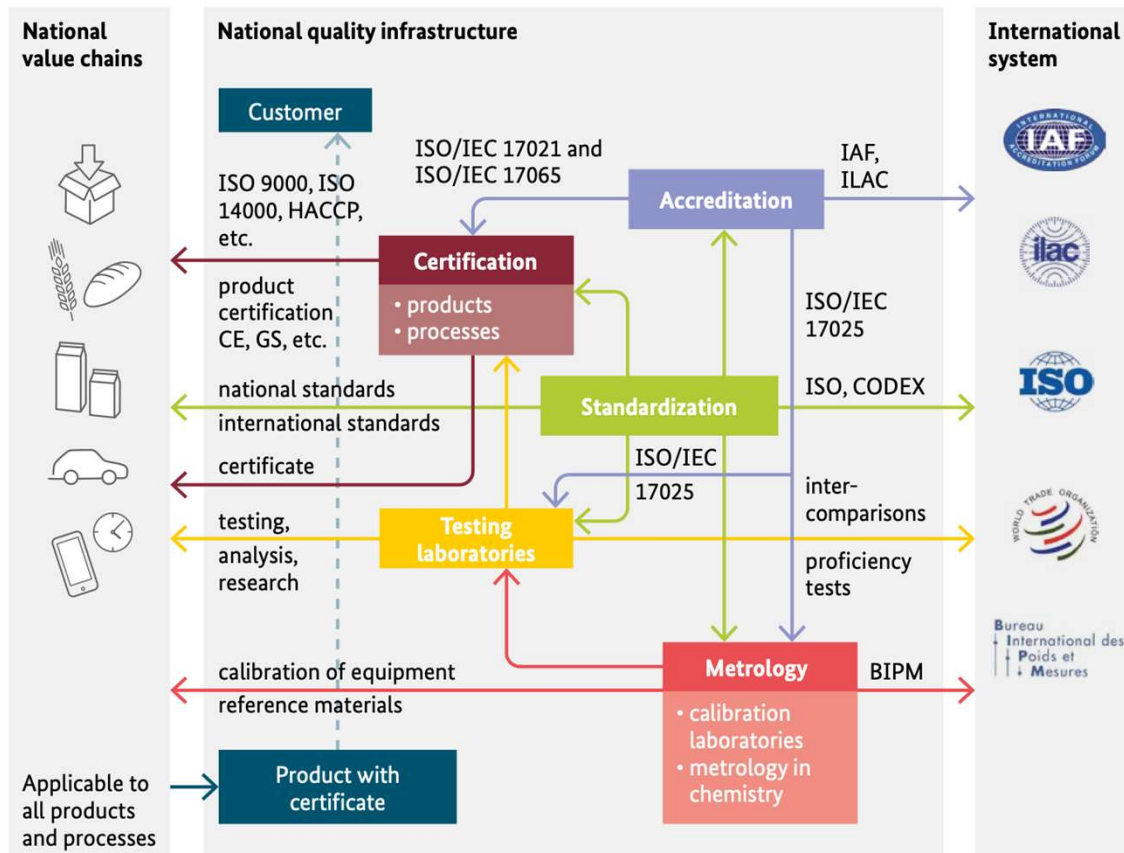 National
value chains
National quality infrastructure
International
system
Customer
ISO/IEC 17021 and
ISO/IEC 17065
IAF,
ILAC
INTERNATIONAL
IAF
ACCREDITATION FORUM
ISO 9000, ISO
14000, HACCP,
etc.
Accreditation
Certification
• products
• processes
ilac
product
certification
CE, GS, etc.
ISO/IEC
17025
national standards
international standards
Standardization
ISO, CODEX
ISO
certificate
ISO/IEC
17025
inter-
comparisons
WORLD TRADE ORGANIZATION
testing,
analysis,
research
Testing
laboratories
proficiency
tests
Bureau
International des
Poids et
Mesures
calibration of equipment
reference materials
Metrology
• calibration
laboratories
• metrology in
chemistry
BIPM
Applicable to
all products
and processes
Product with
certificate